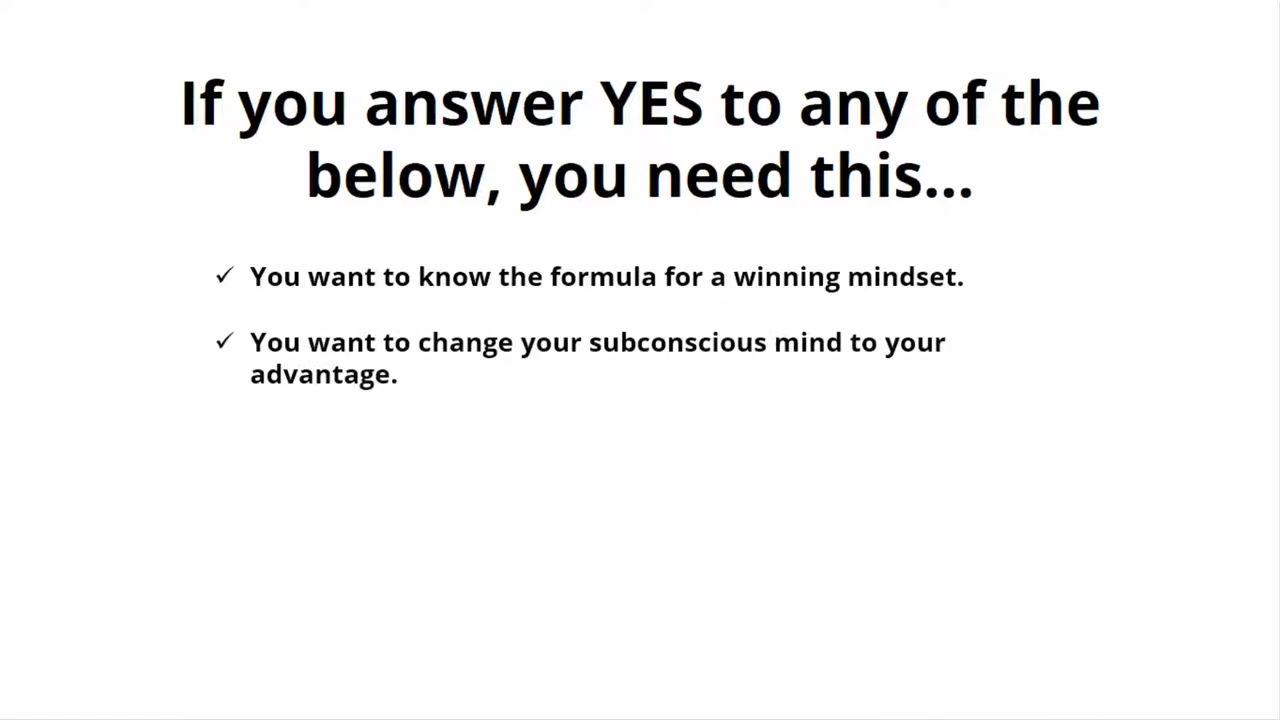 If you answer YES to any of the
below, you need this...
✓ You want to know the formula for a winning mindset.
✓ You want to change your subconscious mind to your
advantage.